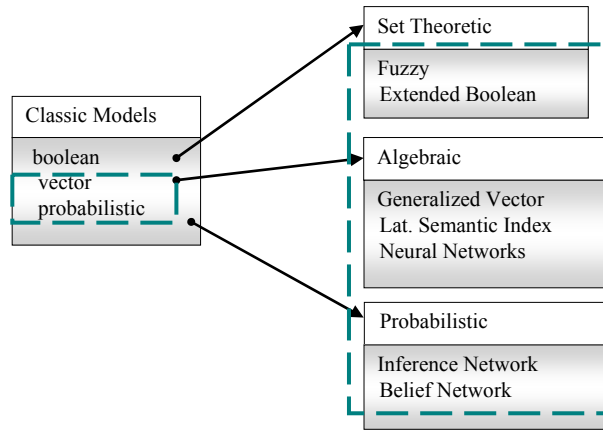 Classic Models
boolean
vector
probabilistic
Set Theoretic
Fuzzy
Extended Boolean
Algebraic
Generalized Vector
Lat. Semantic Index
Neural Networks
Probabilistic
Inference Network
Belief Network